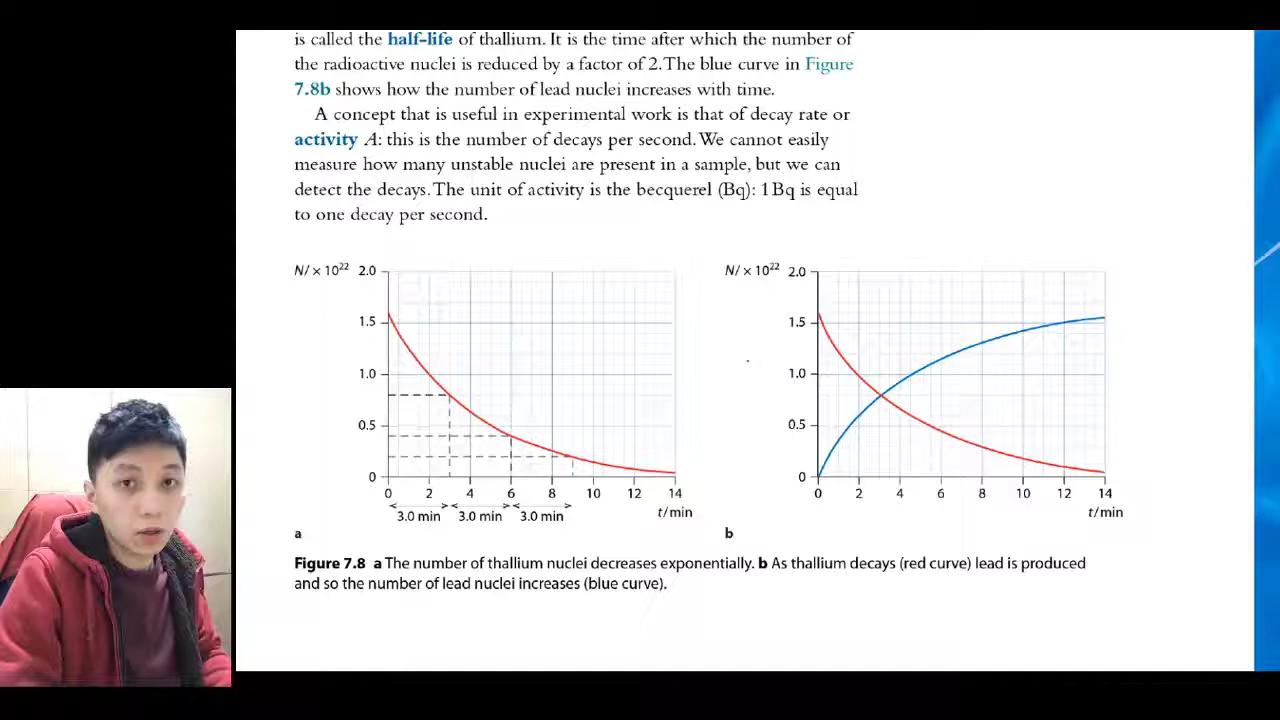 is called the half-life of thallium. It is the time after which the number of
the radioactive nuclei is reduced by a factor of 2. The blue curve in Figure
7.8b shows how the number of lead nuclei increases with time.
A concept that is useful in experimental work is that of decay rate or
activity A: this is the number of decays per second. We cannot easily
measure how many unstable nuclei are present in a sample, but we can
detect the decays. The unit of activity is the becquerel (Bq): 1 Bq is equal
to one decay per second.
N/ × 10²² 2.0
1.5
1.0
0.5
0
0 2 4 6 8 10 12 14
3.0 min 3.0 min 3.0 min t/min
a
N/ × 10²² 2.0
1.5
1.0
0.5
0
0 2 4 6 8 10 12 14
t/min
b
Figure 7.8 a The number of thallium nuclei decreases exponentially. b As thallium decays (red curve) lead is produced
and so the number of lead nuclei increases (blue curve).